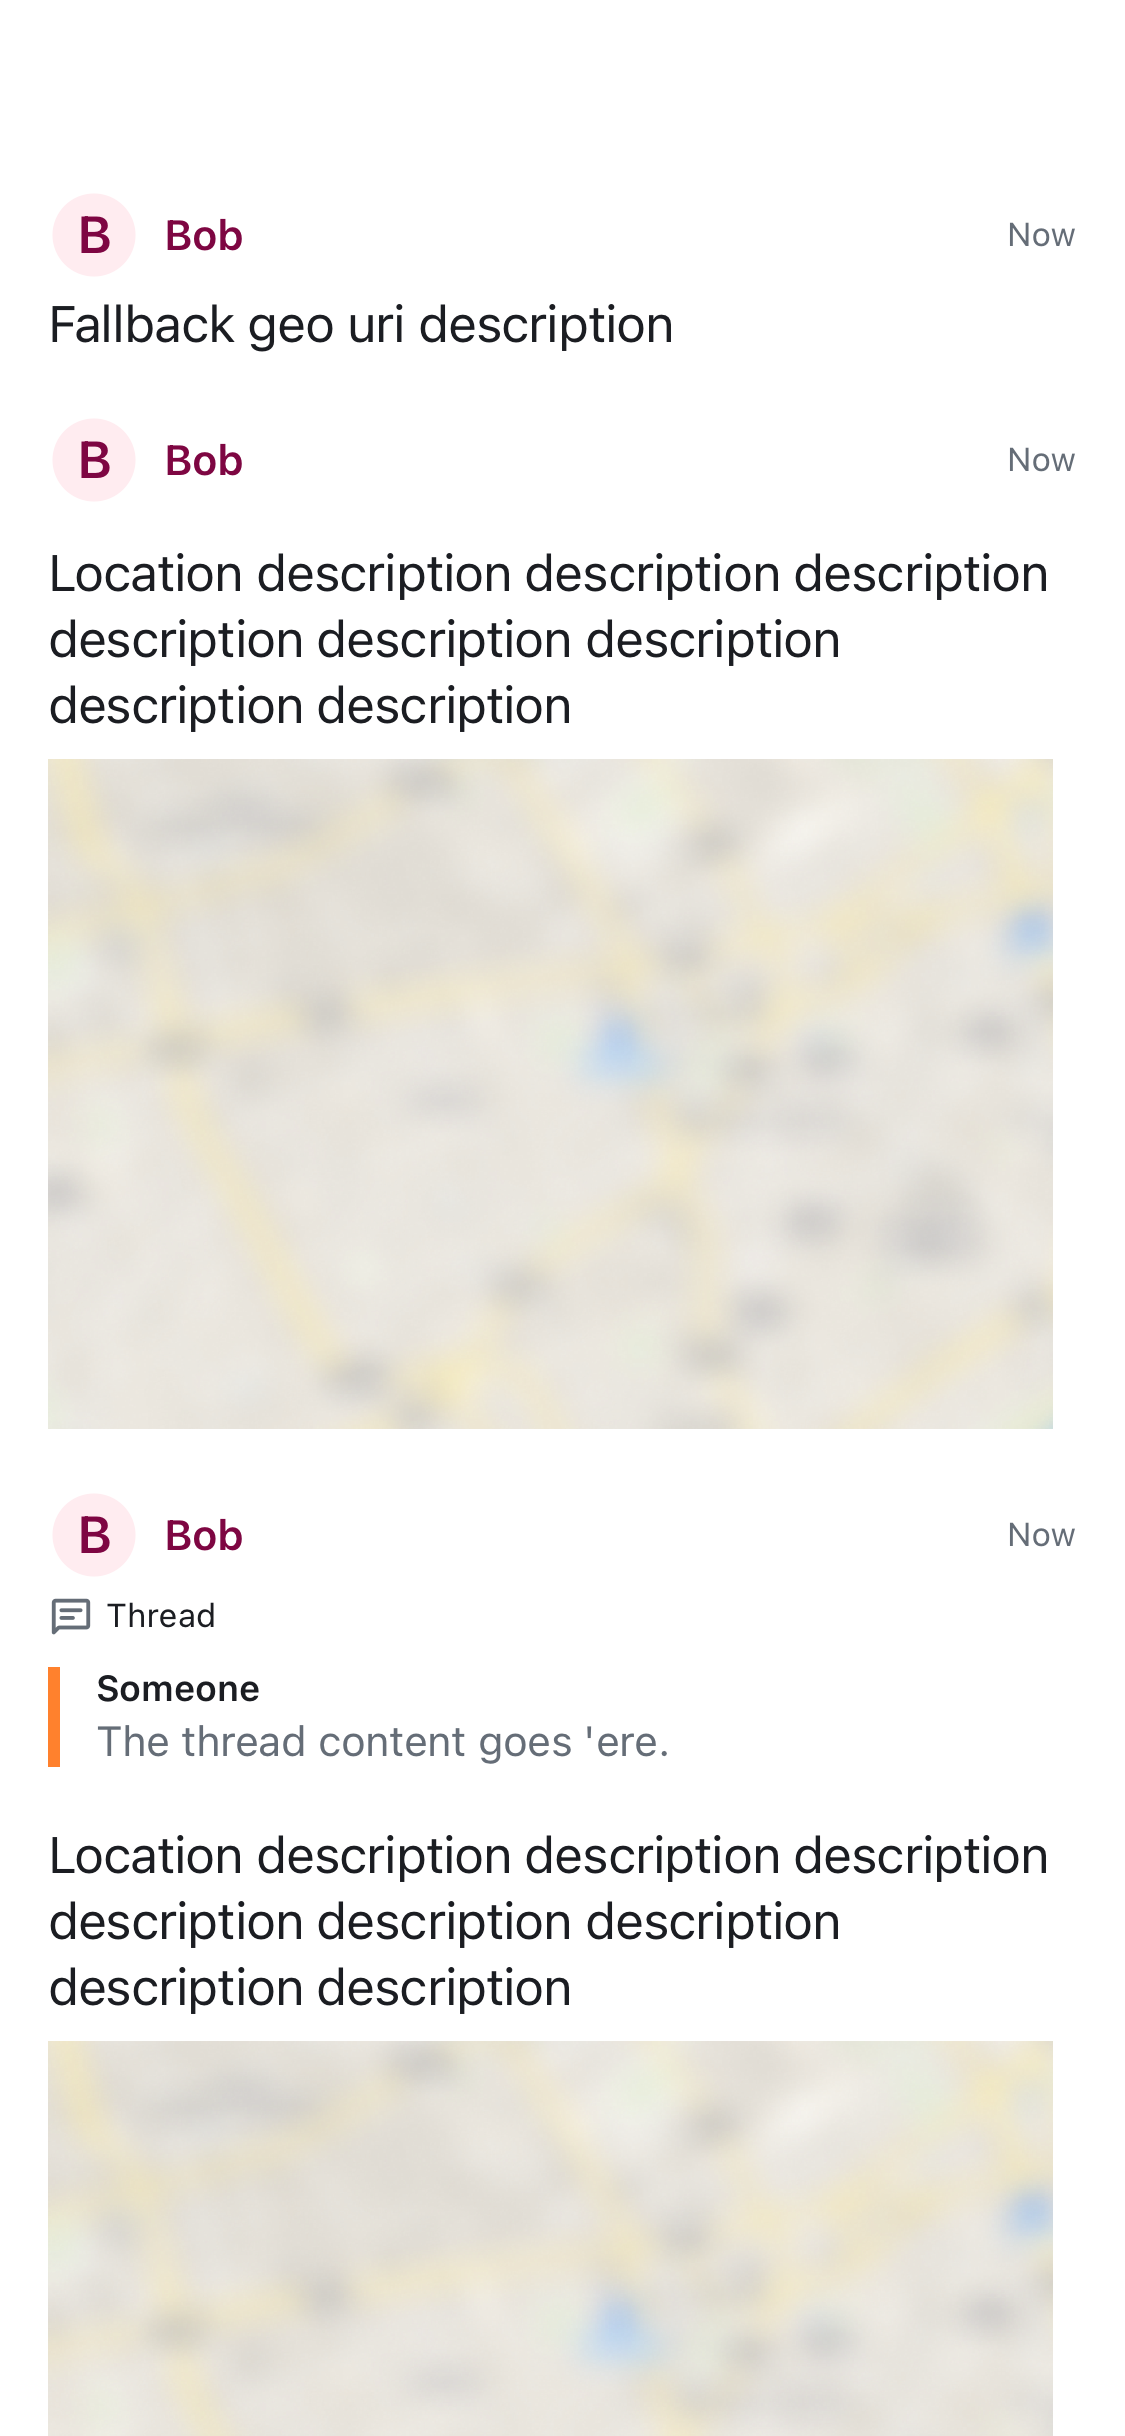 B Bob Now
Fallback geo uri description
B Bob Now
Location description description description
description description description
description description
B Bob Now
Thread
Someone
The thread content goes 'ere.
Location description description description
description description description
description description